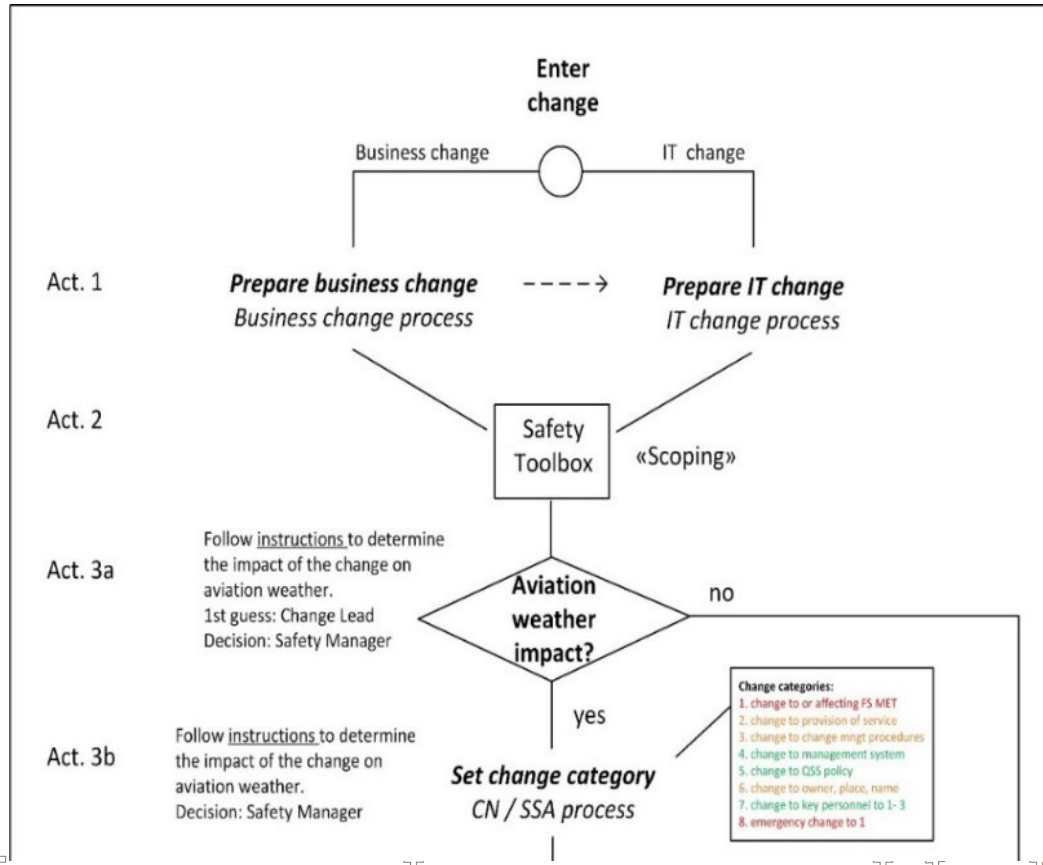 Enter
change
Business change
IT change
Act. 1
Prepare business change
Business change process
Prepare IT change
IT change process
Act. 2
Safety
Toolbox
«Scoping»
Act. 3a
Follow instructions to determine
the impact of the change on
aviation weather.
1st guess: Change Lead
Decision: Safety Manager
Aviation
weather
impact?
no
yes
Act. 3b
Follow instructions to determine
the impact of the change on
aviation weather.
Decision: Safety Manager
Set change category
CN / SSA process
Change categories:
1. change to or affecting FS MET
2. change to provision of service
3. change to change mngt procedures
4. change to management system
5. change to QSS policy
6. change to owner, place, name
7. change to key personnel to 1- 3
8. emergency change to 1